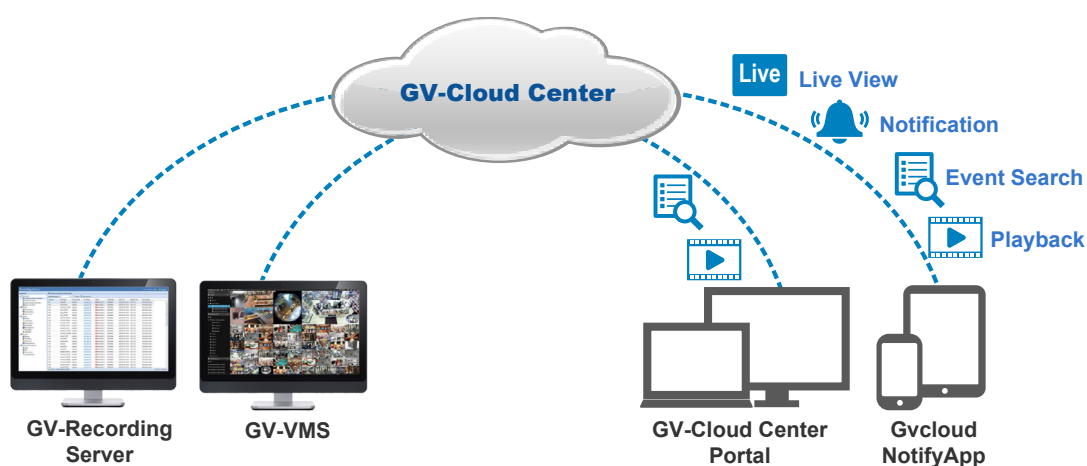 GV-Cloud Center
Live
Live View
Notification
Event Search
Playback
GV-Recording
Server
GV-VMS
GV-Cloud Center
Portal
Gvcloud
NotifyApp